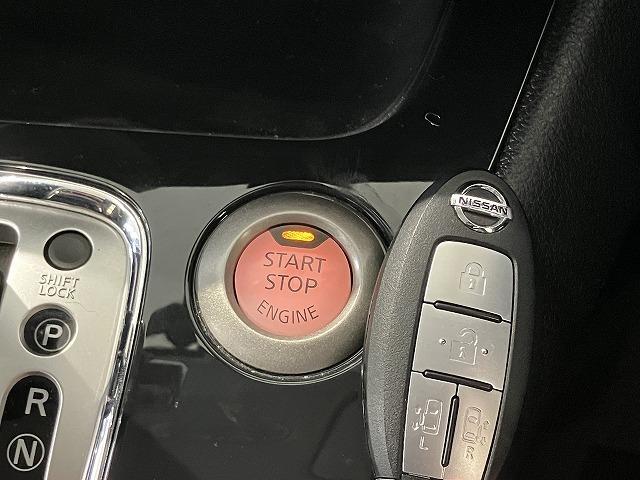 SHIFT
LOCK
P
R
N
START
STOP
ENGINE
NISSAN
L
R